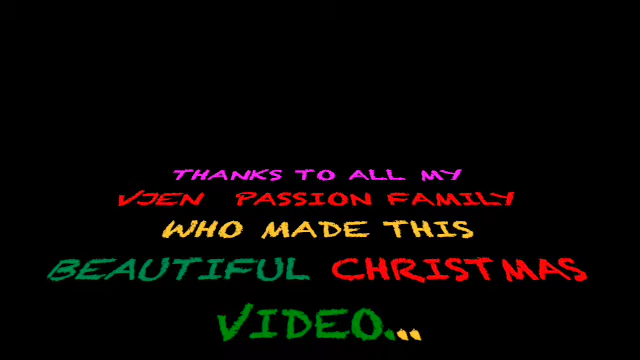 THANKS TO ALL MY
VJEN PASSION FAMILY
WHO MADE THIS
BEAUTIFUL CHRISTMAS
VIDEO...